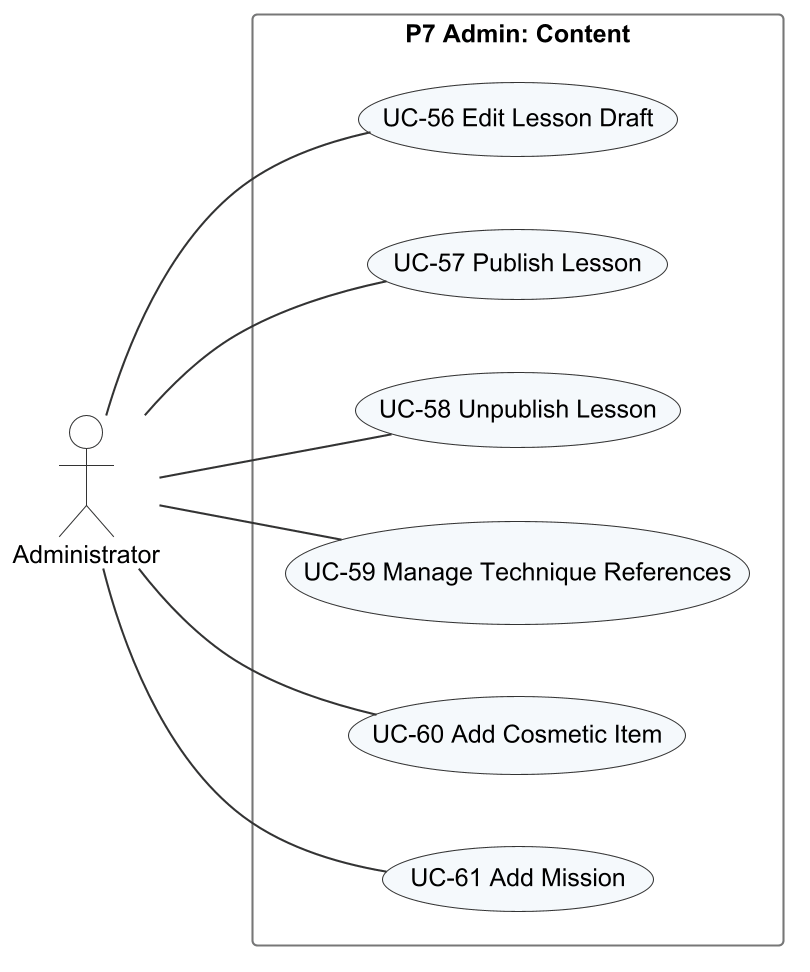 P7 Admin: Content
UC-56 Edit Lesson Draft
UC-57 Publish Lesson
UC-58 Unpublish Lesson
UC-59 Manage Technique References
Administrator
UC-60 Add Cosmetic Item
UC-61 Add Mission